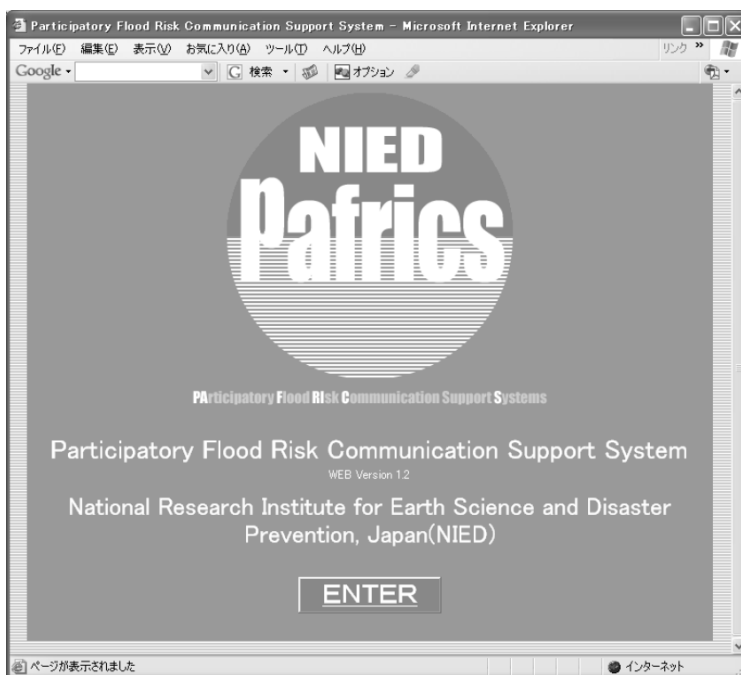 Participatory Flood Risk Communication Support System - Microsoft Internet Explorer
ファイル(F) 編集(E) 表示(V) お気に入り(A) ツール(T) ヘルプ(H) リンク »
Google 検索 オプション
NIED
Pafrics
PArticipatory Flood RIsk Communication Support Systems
Participatory Flood Risk Communication Support System
WEB Version 1.2
National Research Institute for Earth Science and Disaster
Prevention, Japan(NIED)
ENTER
ページが表示されました インターネット